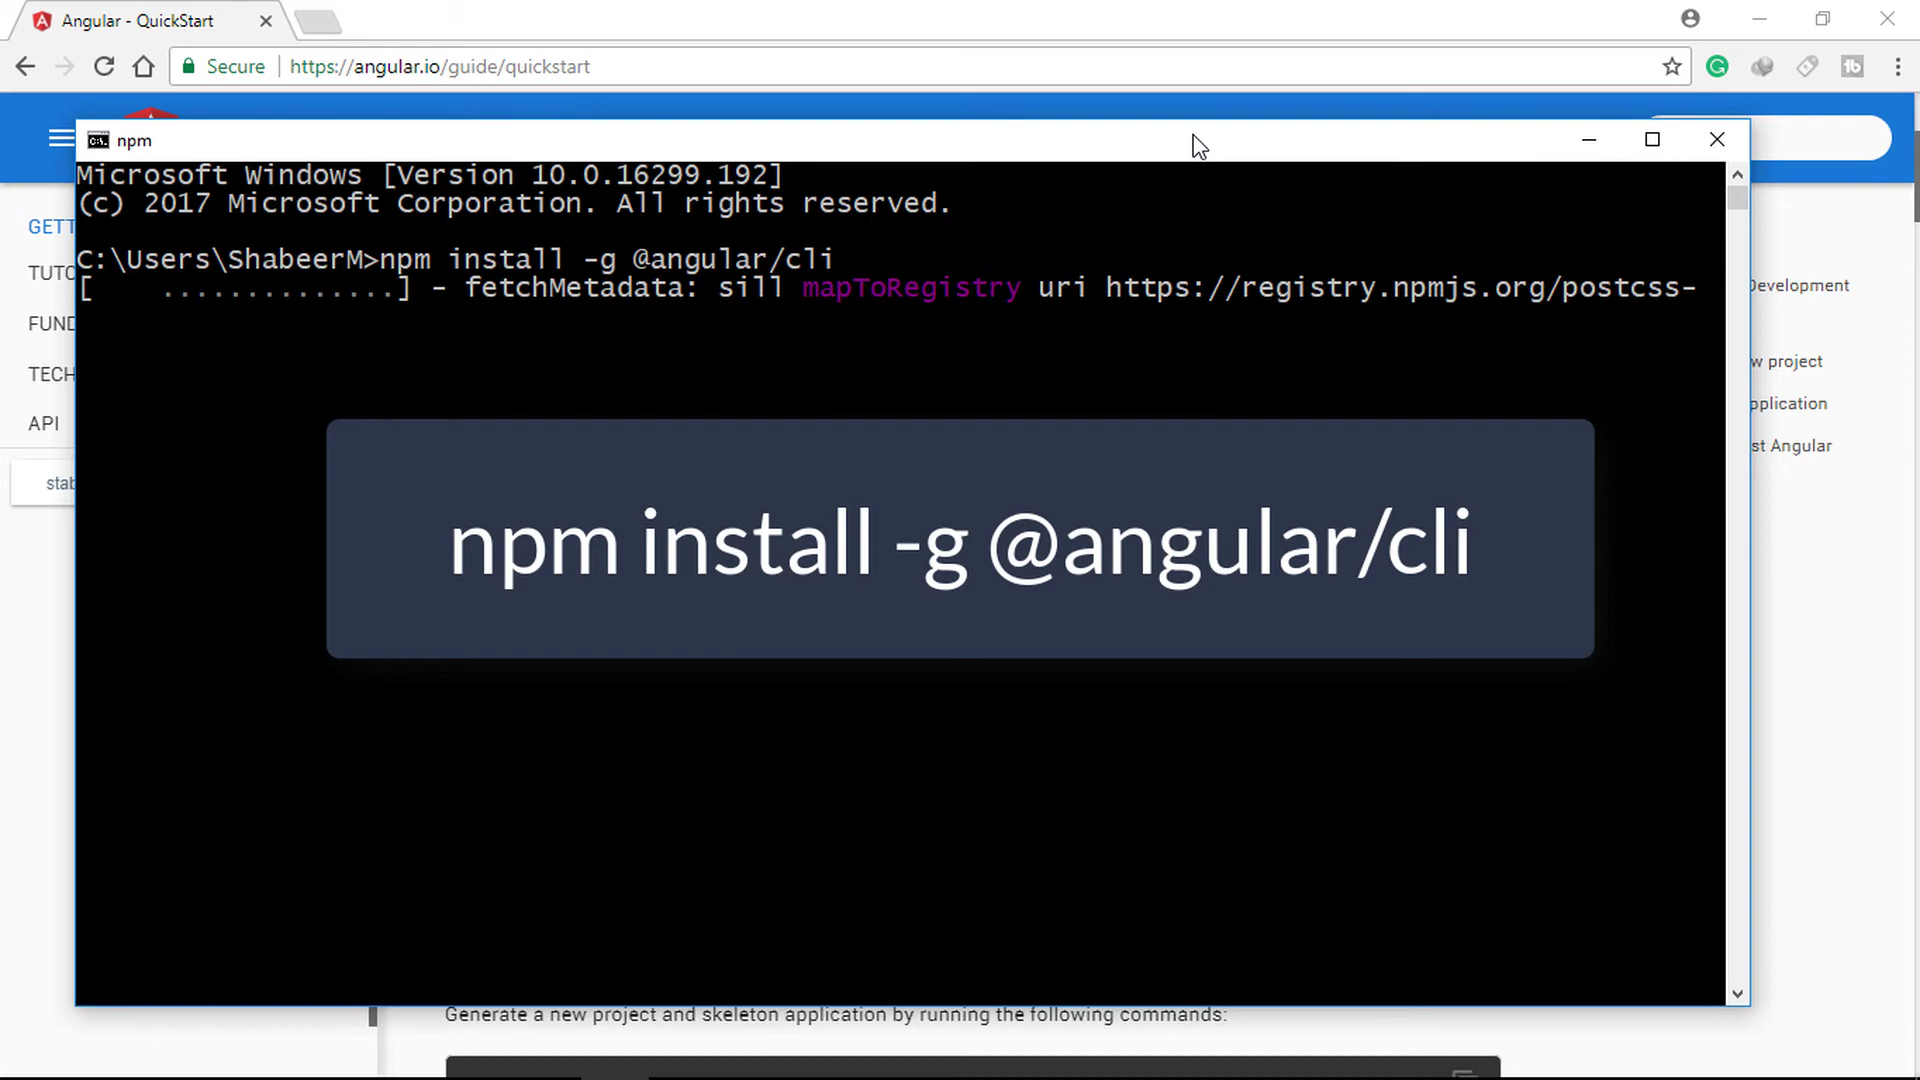 Angular - QuickStart
Secure
https://angular.io/guide/quickstart
npm
Microsoft Windows [Version 10.0.16299.192]
(c) 2017 Microsoft Corporation. All rights reserved.
C:\Users\ShabeerM>npm install -g @angular/cli
[    ..............] - fetchMetadata: sill mapToRegistry uri https://registry.npmjs.org/postcss-
GETT
TUTO
FUND
TECH
API
stab
Development
w project
pplication
st Angular
npm install -g @angular/cli
Generate a new project and skeleton application by running the following commands: